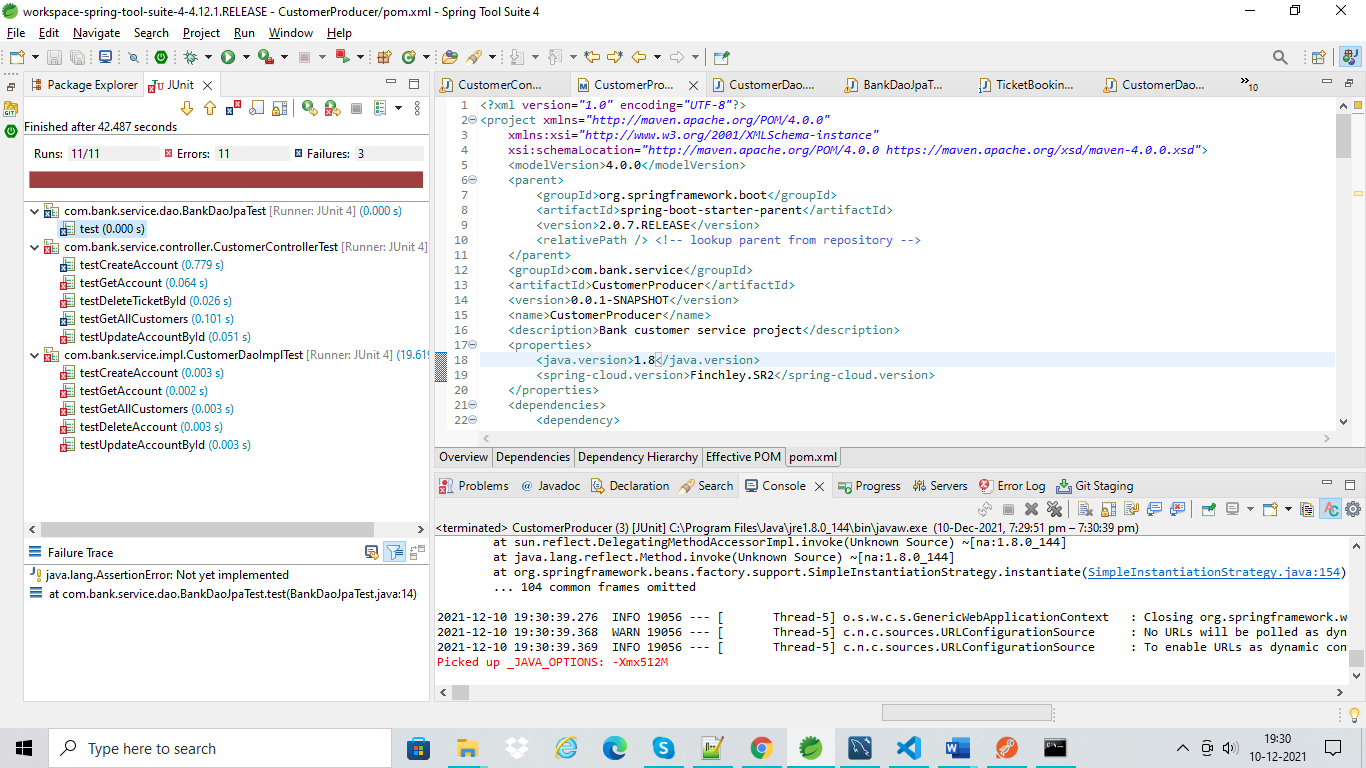 workspace-spring-tool-suite-4-4.12.1.RELEASE - CustomerProducer/pom.xml - Spring Tool Suite 4
File Edit Navigate Search Project Run Window Help
Package Explorer JUnit
Finished after 42.487 seconds
Runs: 11/11 Errors: 11 Failures: 3
com.bank.service.dao.BankDaoJpaTest [Runner: JUnit 4] (0.000 s)
test (0.000 s)
com.bank.service.controller.CustomerControllerTest [Runner: JUnit 4]
testCreateAccount (0.779 s)
testGetAccount (0.064 s)
testDeleteTicketById (0.026 s)
testGetAllCustomers (0.101 s)
testUpdateAccountById (0.051 s)
com.bank.service.impl.CustomerDaoImplTest [Runner: JUnit 4] (19.619
testCreateAccount (0.003 s)
testGetAccount (0.002 s)
testGetAllCustomers (0.003 s)
testDeleteAccount (0.003 s)
testUpdateAccountById (0.003 s)
Failure Trace
java.lang.AssertionError: Not yet implemented
at com.bank.service.dao.BankDaoJpaTest.test(BankDaoJpaTest.java:14)
CustomerCon... CustomerPro... CustomerDao.... BankDaoJpaT... TicketBookin... CustomerDao... »10
1 <?xml version="1.0" encoding="UTF-8"?>
2 <project xmlns="http://maven.apache.org/POM/4.0.0"
3 xmlns:xsi="http://www.w3.org/2001/XMLSchema-instance"
4 xsi:schemaLocation="http://maven.apache.org/POM/4.0.0 https://maven.apache.org/xsd/maven-4.0.0.xsd">
5 <modelVersion>4.0.0</modelVersion>
6 <parent>
7 <groupId>org.springframework.boot</groupId>
8 <artifactId>spring-boot-starter-parent</artifactId>
9 <version>2.0.7.RELEASE</version>
10 <relativePath /> <!-- lookup parent from repository -->
11 </parent>
12 <groupId>com.bank.service</groupId>
13 <artifactId>CustomerProducer</artifactId>
14 <version>0.0.1-SNAPSHOT</version>
15 <name>CustomerProducer</name>
16 <description>Bank customer service project</description>
17 <properties>
18 <java.version>1.8</java.version>
19 <spring-cloud.version>Finchley.SR2</spring-cloud.version>
20 </properties>
21 <dependencies>
22 <dependency>
Overview Dependencies Dependency Hierarchy Effective POM pom.xml
Problems @ Javadoc Declaration Search Console Progress Servers Error Log Git Staging
<terminated> CustomerProducer (3) [JUnit] C:\Program Files\Java\jre1.8.0_144\bin\javaw.exe (10-Dec-2021, 7:29:51 pm – 7:30:39 pm)
at sun.reflect.DelegatingMethodAccessorImpl.invoke(Unknown Source) ~[na:1.8.0_144]
at java.lang.reflect.Method.invoke(Unknown Source) ~[na:1.8.0_144]
at org.springframework.beans.factory.support.SimpleInstantiationStrategy.instantiate(SimpleInstantiationStrategy.java:154)
... 104 common frames omitted
2021-12-10 19:30:39.276 INFO 19056 --- [ Thread-5] o.s.w.c.s.GenericWebApplicationContext : Closing org.springframework.w
2021-12-10 19:30:39.368 WARN 19056 --- [ Thread-5] c.n.c.sources.URLConfigurationSource : No URLs will be polled as dyn
2021-12-10 19:30:39.369 INFO 19056 --- [ Thread-5] c.n.c.sources.URLConfigurationSource : To enable URLs as dynamic con
Picked up _JAVA_OPTIONS: -Xmx512M
Type here to search
19:30
10-12-2021